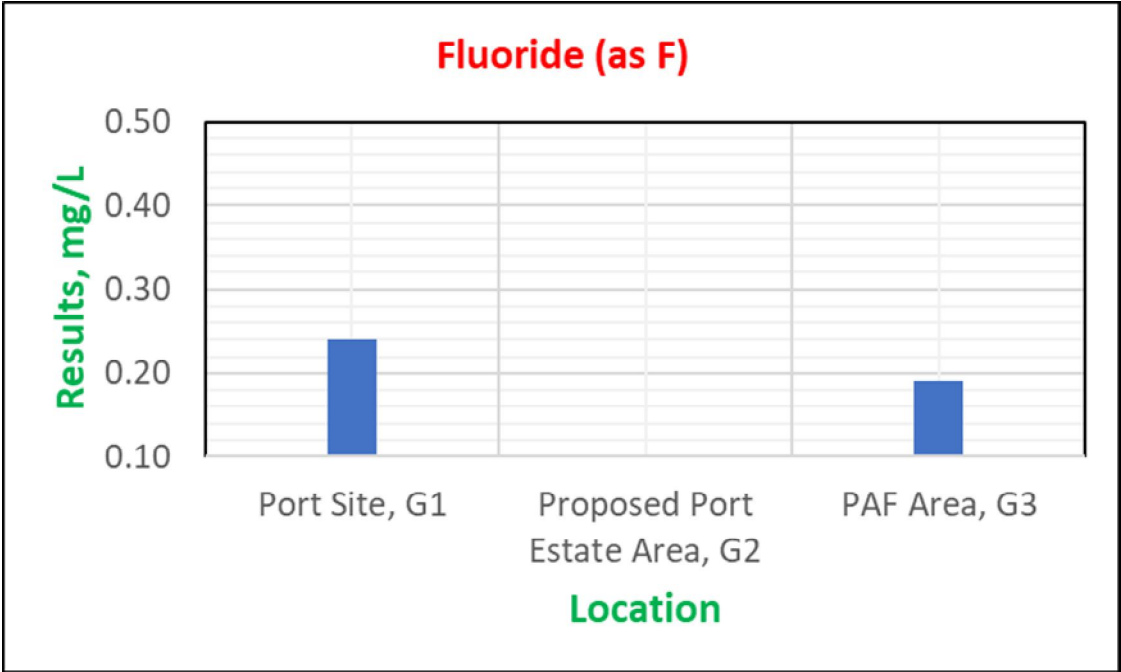 Fluoride (as F)
Results, mg/L
0.50
0.40
0.30
0.20
0.10
Port Site, G1
Proposed Port
Estate Area, G2
PAF Area, G3
Location